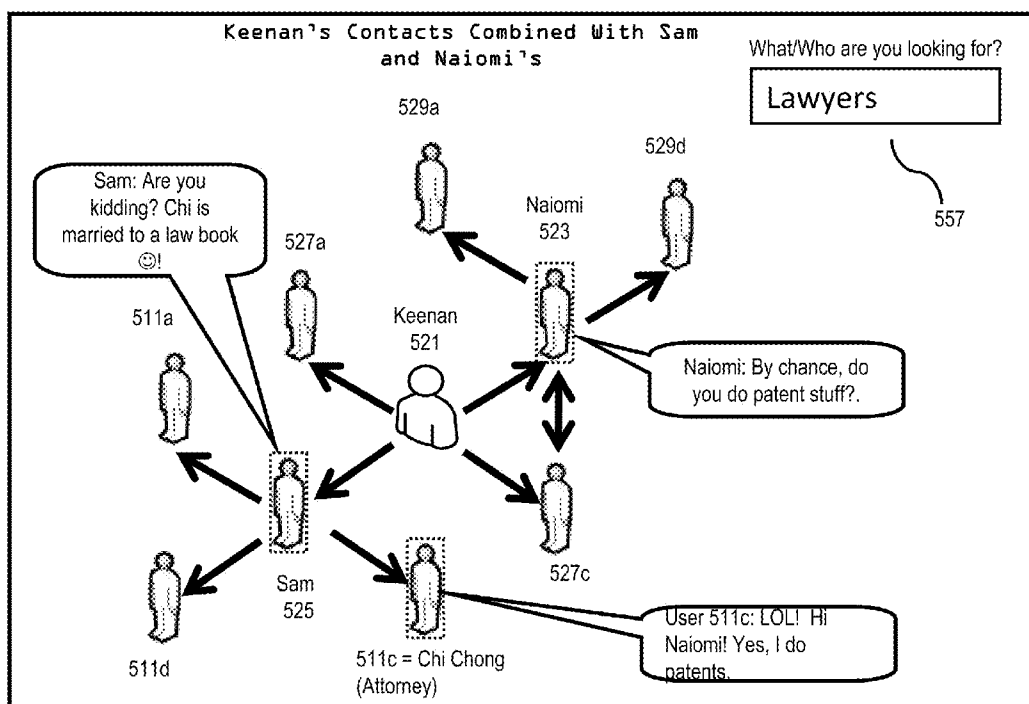 Keenan's Contacts Combined With Sam
and Naiomi's
What/Who are you looking for?
Lawyers
557
529a
529d
Sam: Are you
kidding? Chi is
married to a law book
☺!
Naiomi
523
527a
511a
Keenan
521
Naiomi: By chance, do
you do patent stuff?.
Sam
525
527c
511d
511c = Chi Chong
(Attorney)
User 511c: LOL! Hi
Naiomi! Yes, I do
patents.